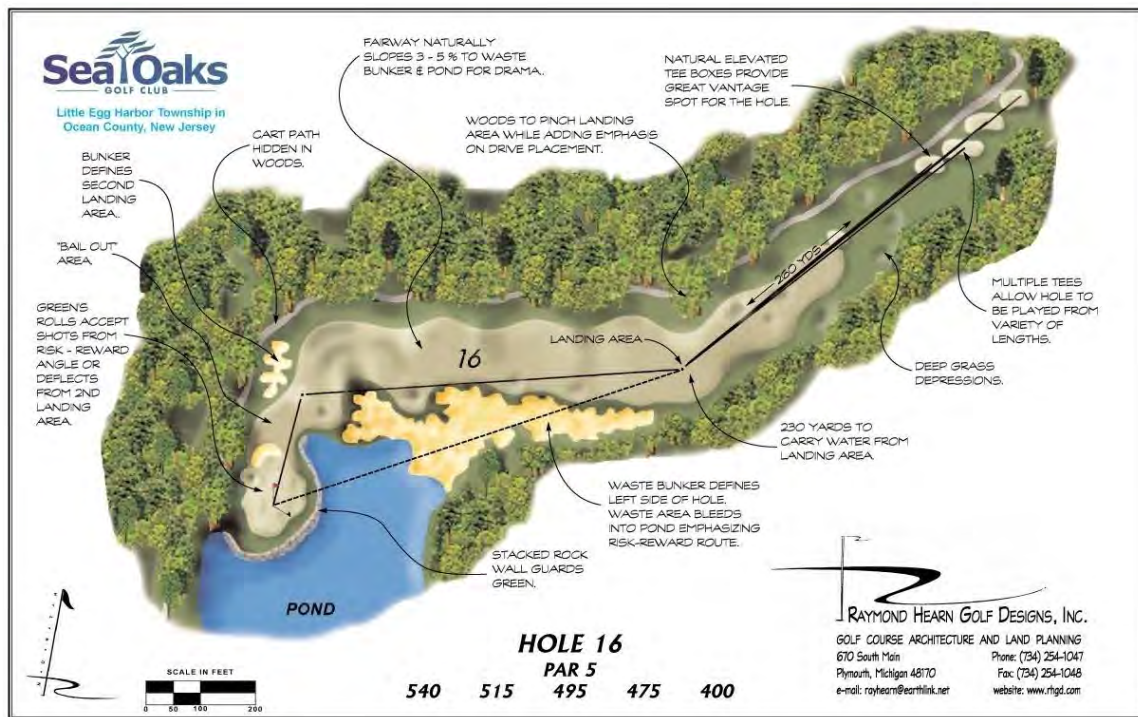 Sea Oaks
GOLF CLUB
Little Egg Harbor Township in
Ocean County, New Jersey
FAIRWAY NATURALLY
SLOPES 3 - 5 % TO WASTE
BUNKER & POND FOR DRAMA..
NATURAL ELEVATED
TEE BOXES PROVIDE
GREAT VANTAGE
SPOT FOR THE HOLE.
WOODS TO PINCH LANDING
AREA WHILE ADDING EMPHASIS
ON DRIVE PLACEMENT.
CART PATH
HIDDEN IN
WOODS.
BUNKER
DEFINES
SECOND
LANDING
AREA..
"BAIL OUT"
AREA.
GREENS
ROLLS ACCEPT
SHOTS FROM
RISK - REWARD
ANGLE OR
DEFLECTS
FROM 2ND
LANDING
AREA.
280 YDS
MULTIPLE TEES
ALLOW HOLE TO
BE PLAYED FROM
VARIETY OF
LENGTHS.
LANDING AREA
16
DEEP GRASS
DEPRESSIONS.
230 YARDS TO
CARRY WATER FROM
LANDING AREA.
WASTE BUNKER DEFINES
LEFT SIDE OF HOLE.
WASTE AREA BLEEDS
INTO POND EMPHASIZING
RISK-REWARD ROUTE.
STACKED ROCK
WALL GUARDS
GREEN.
POND
HOLE 16
PAR 5
540 515 495 475 400
SCALE IN FEET
0 50 100 200
RAYMOND HEARN GOLF DESIGNS, INC.
GOLF COURSE ARCHITECTURE AND LAND PLANNING
670 South Main Phone: (734) 254-1047
Plymouth, Michigan 48170 Fax: (734) 254-1048
e-mail: rayhearn@earthlink.net website: www.rhgd.com